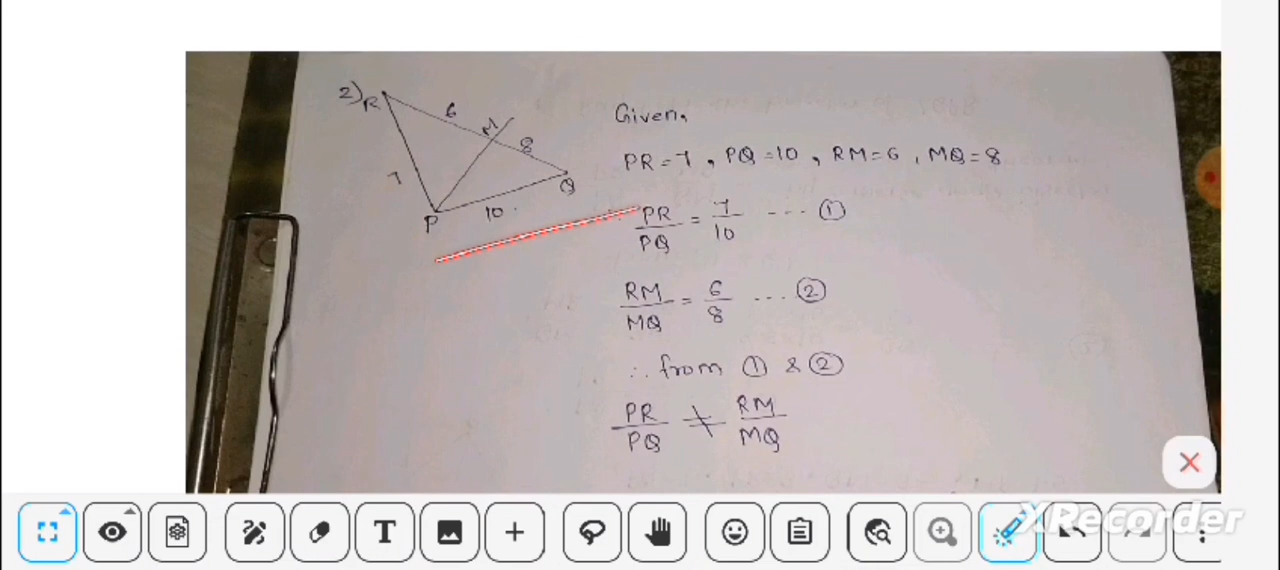 2)
R
6
M
8
Q
7
P
10
Given,
PR=7, PQ=10, RM=6, MQ=8
PR/PQ = 7/10 ---- ①
RM/MQ = 6/8 ---- ②
∴ from ① & ②
PR/PQ ≠ RM/MQ
T
XRecorder